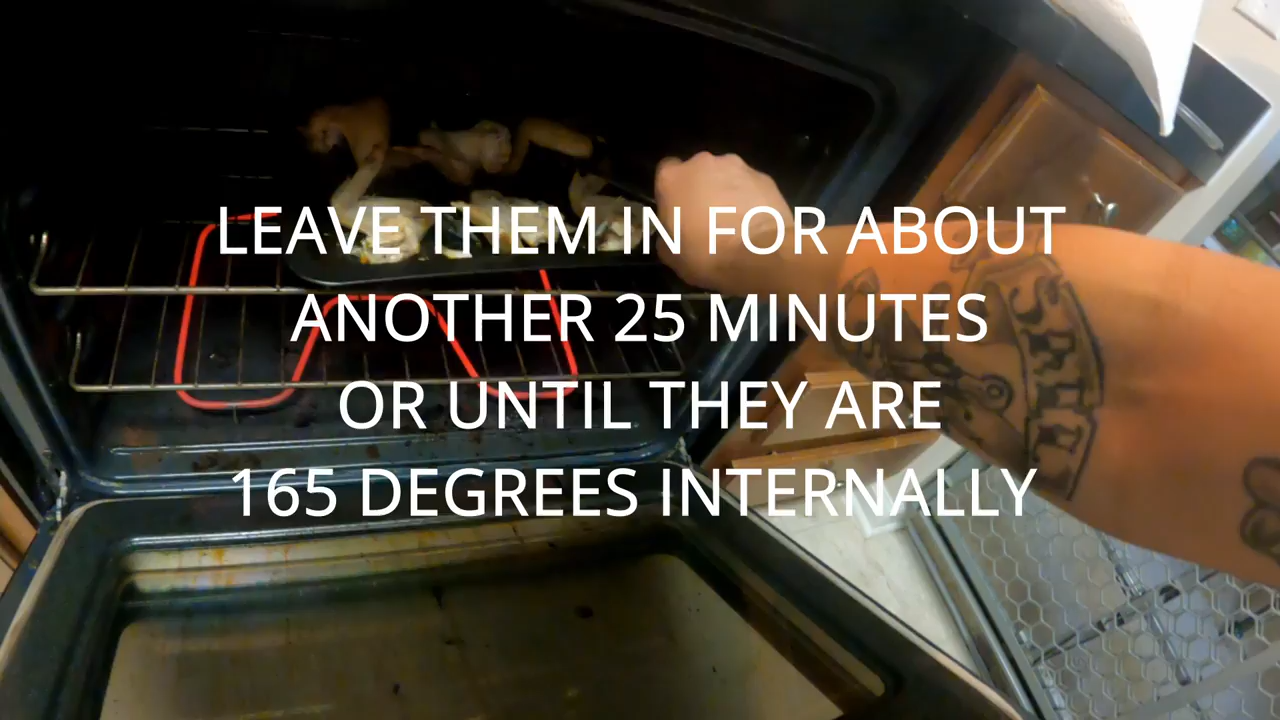 LEAVE THEM IN FOR ABOUT
ANOTHER 25 MINUTES
OR UNTIL THEY ARE
165 DEGREES INTERNALLY